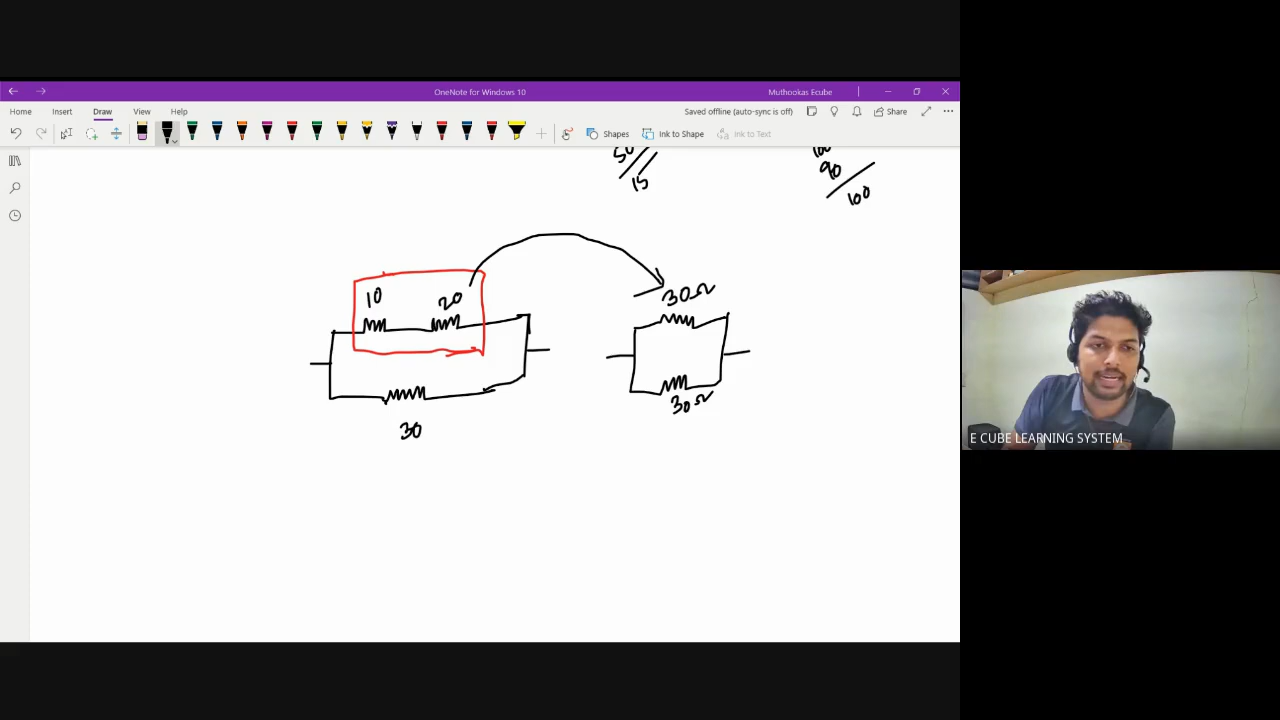 OneNote for Windows 10
Muthookas Ecube
Home Insert Draw View Help
Saved offline (auto-sync is off)
Share
Shapes
Ink to Shape
Ink to Text
50
15
90
100
10 20
30
30Ω
30Ω
E CUBE LEARNING SYSTEM